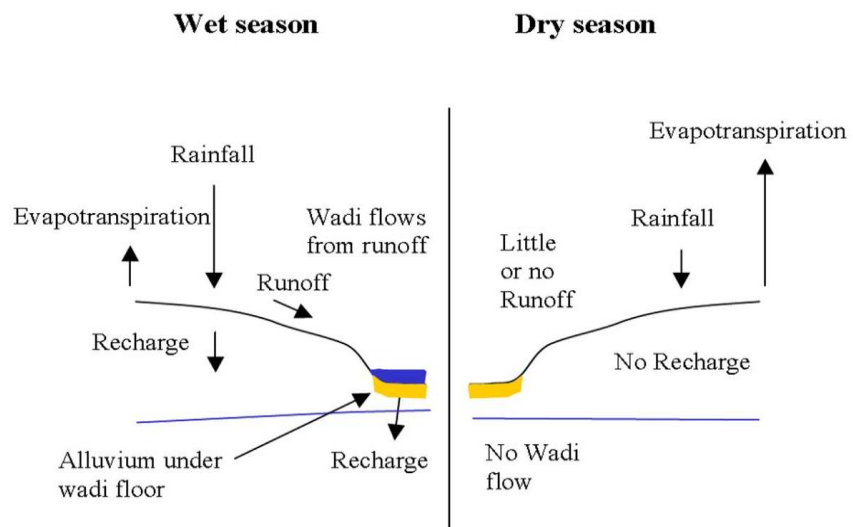 Wet season
Dry season
Rainfall
Evapotranspiration
Wadi flows
from runoff
Runoff
Recharge
Alluvium under
wadi floor
Recharge
Evapotranspiration
Rainfall
Little
or no
Runoff
No Recharge
No Wadi
flow